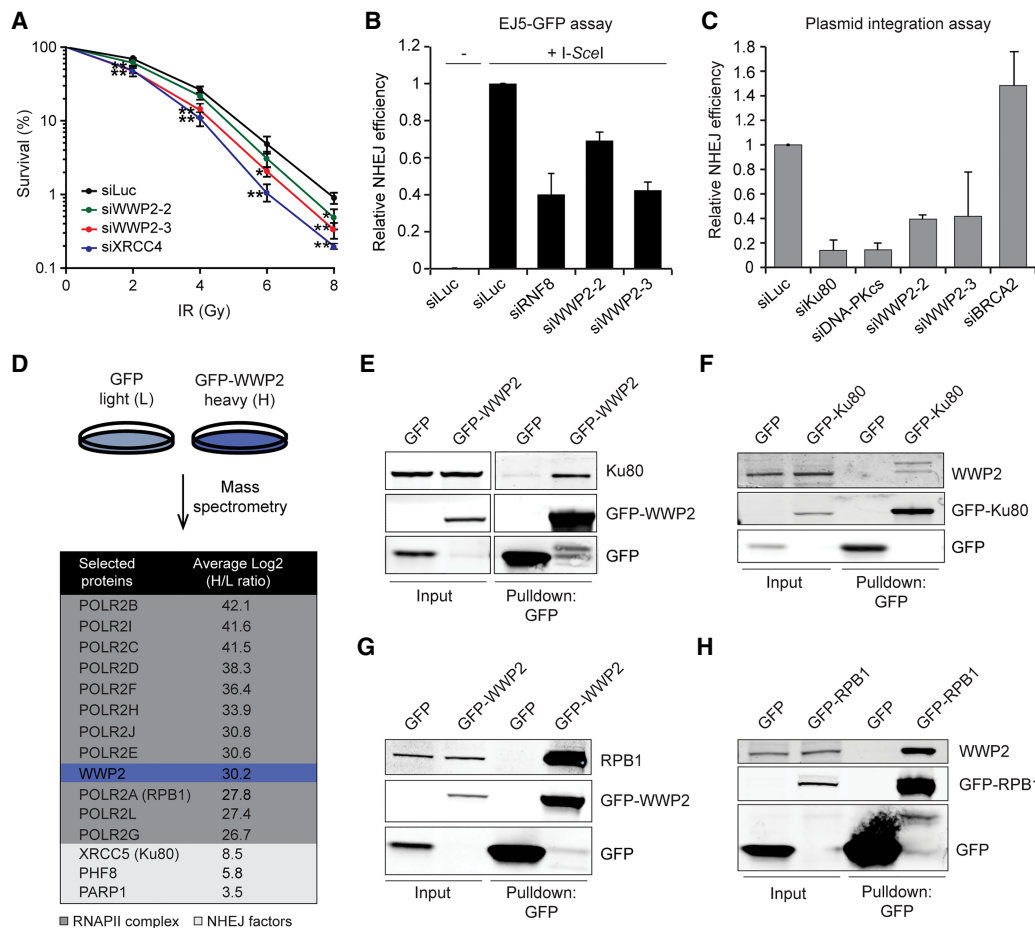 A
100
10
1
0.1
Survival (%)
**
**
**
**
*
**
*
**
**
siLuc
siWWP2-2
siWWP2-3
siXRCC4
0 2 4 6 8
IR (Gy)
B
EJ5-GFP assay
- + I-SceI
1.2
1
0.8
0.6
0.4
0.2
0
Relative NHEJ efficiency
siLuc
siLuc
siRNF8
siWWP2-2
siWWP2-3
C
Plasmid integration assay
1.8
1.6
1.4
1.2
1
0.8
0.6
0.4
0.2
0
Relative NHEJ efficiency
siLuc
siKu80
siDNA-PKcs
siWWP2-2
siWWP2-3
siBRCA2
D
GFP
light (L)
GFP-WWP2
heavy (H)
Mass
spectrometry
Selected
proteins
Average Log2
(H/L ratio)
POLR2B 42.1
POLR2I 41.6
POLR2C 41.5
POLR2D 38.3
POLR2F 36.4
POLR2H 33.9
POLR2J 30.8
POLR2E 30.6
WWP2 30.2
POLR2A (RPB1) 27.8
POLR2L 27.4
POLR2G 26.7
XRCC5 (Ku80) 8.5
PHF8 5.8
PARP1 3.5
RNAPII complex NHEJ factors
E
GFP
GFP-WWP2
GFP
GFP-WWP2
Ku80
GFP-WWP2
GFP
Input
Pulldown:
GFP
F
GFP
GFP-Ku80
GFP
GFP-Ku80
WWP2
GFP-Ku80
GFP
Input
Pulldown:
GFP
G
GFP
GFP-WWP2
GFP
GFP-WWP2
RPB1
GFP-WWP2
GFP
Input
Pulldown:
GFP
H
GFP
GFP-RPB1
GFP
GFP-RPB1
WWP2
GFP-RPB1
GFP
Input
Pulldown:
GFP